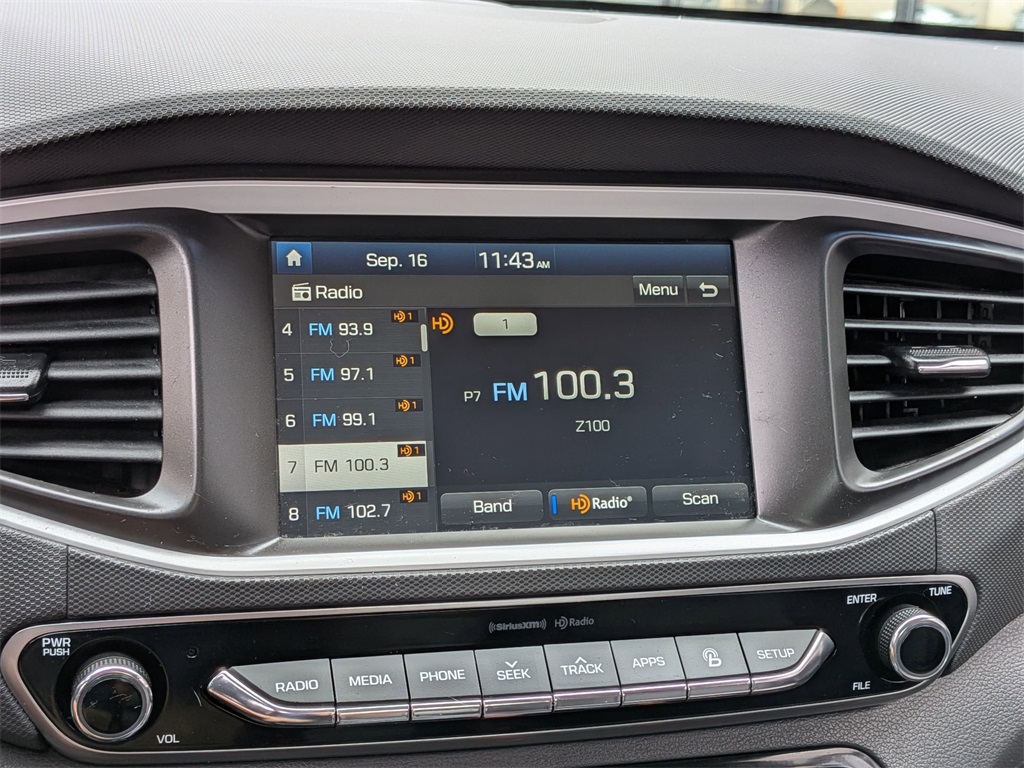 Sep. 16 11:43 AM
Radio Menu
4 FM 93.9 HD 1
5 FM 97.1 HD 1
6 FM 99.1 HD 1
7 FM 100.3 HD 1
8 FM 102.7 HD 1
HD 1
P7 FM 100.3
Z100
Band HD Radio® Scan
((SiriusXM)) HD Radio
PWR PUSH
VOL
RADIO MEDIA PHONE SEEK TRACK APPS SETUP
ENTER TUNE
FILE